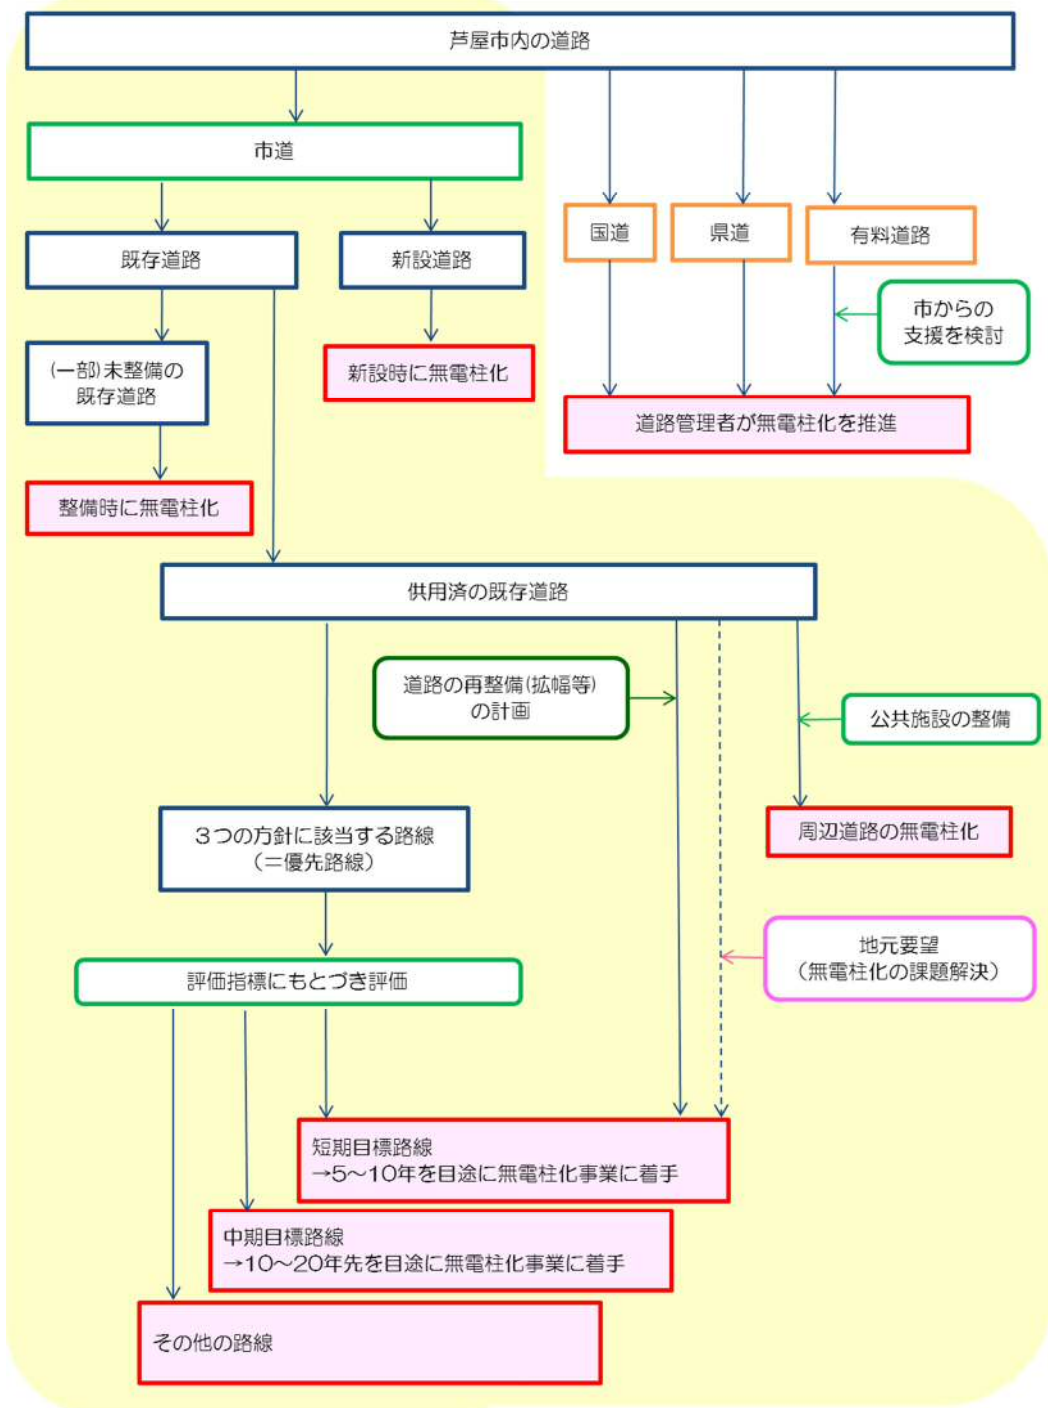 芦屋市内の道路
市道
国道
県道
有料道路
既存道路
新設道路
市からの
支援を検討
(一部)未整備の
既存道路
新設時に無電柱化
道路管理者が無電柱化を推進
整備時に無電柱化
供用済の既存道路
道路の再整備(拡幅等)
の計画
公共施設の整備
3つの方針に該当する路線
(=優先路線)
周辺道路の無電柱化
地元要望
(無電柱化の課題解決)
評価指標にもとづき評価
短期目標路線
→5~10年を目途に無電柱化事業に着手
中期目標路線
→10~20年先を目途に無電柱化事業に着手
その他の路線